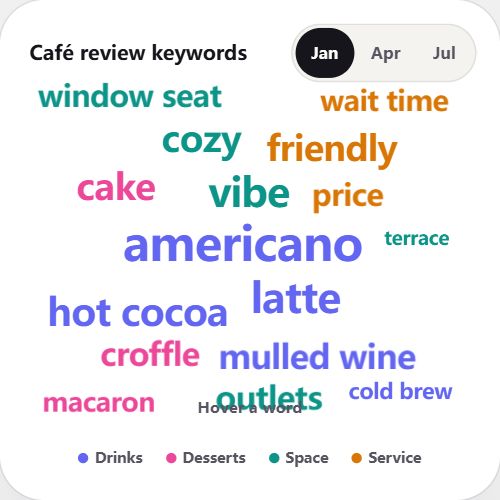 Café review keywords
Jan Apr Jul
window seat
wait time
cozy
friendly
cake
vibe
price
americano
terrace
latte
hot cocoa
croffle
mulled wine
cold brew
macaron
outlets
Hover a word
Drinks Desserts Space Service